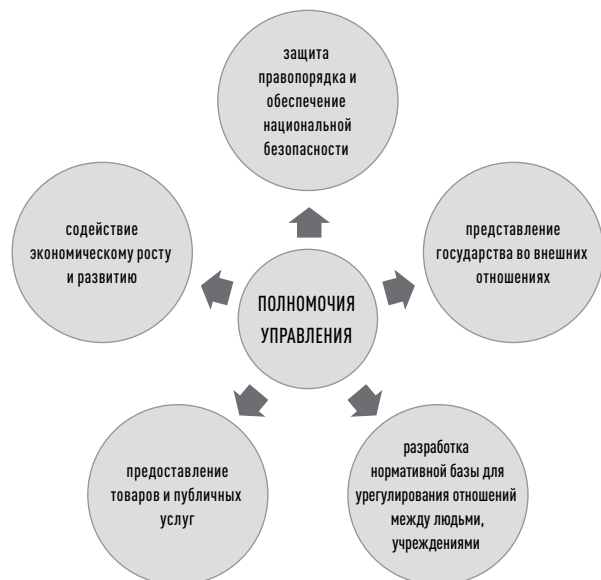 защита
правопорядка и
обеспечение
национальной
безопасности
содействие
экономическому росту
и развитию
представление
государства во внешних
отношениях
ПОЛНОМОЧИЯ
УПРАВЛЕНИЯ
предоставление
товаров и публичных
услуг
разработка
нормативной базы для
урегулирования отношений
между людьми,
учреждениями